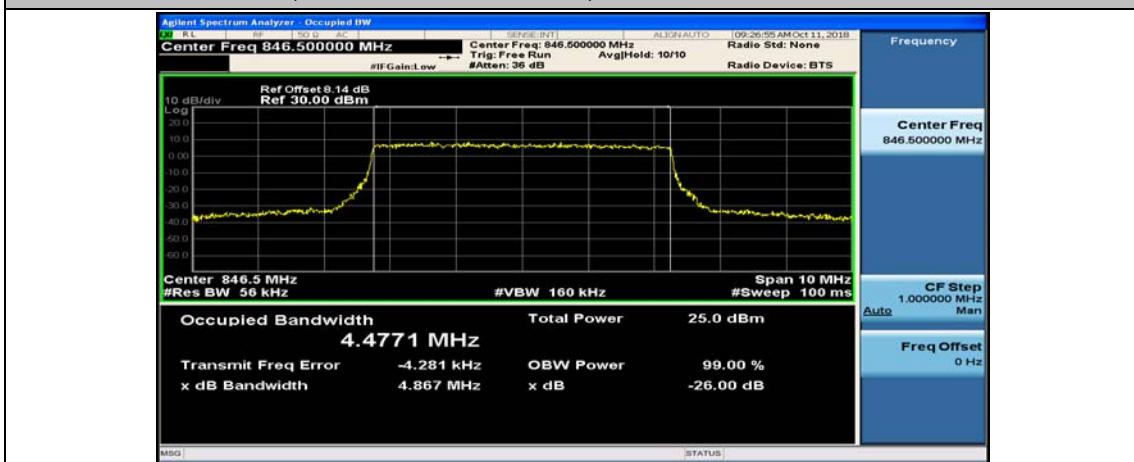 Agilent Spectrum Analyzer - Occupied BW
RL RF 50 Ω AC SENSE:INT ALIGN AUTO 09:26:55 AM Oct 11, 2018
Center Freq 846.500000 MHz
Center Freq: 846.500000 MHz
Radio Std: None
Trig: Free Run Avg|Hold: 10/10
#IFGain:Low
#Atten: 36 dB
Radio Device: BTS
Ref Offset 8.14 dB
10 dB/div Ref 30.00 dBm
Log
20.0
10.0
0.00
-10.0
-20.0
-30.0
-40.0
-50.0
-60.0
Center 846.5 MHz Span 10 MHz
#Res BW 56 kHz #VBW 160 kHz #Sweep 100 ms
Occupied Bandwidth Total Power 25.0 dBm
4.4771 MHz
Transmit Freq Error -4.281 kHz OBW Power 99.00 %
x dB Bandwidth 4.867 MHz x dB -26.00 dB
MSG STATUS
Frequency
Center Freq
846.500000 MHz
CF Step
1.000000 MHz
Auto Man
Freq Offset
0 Hz